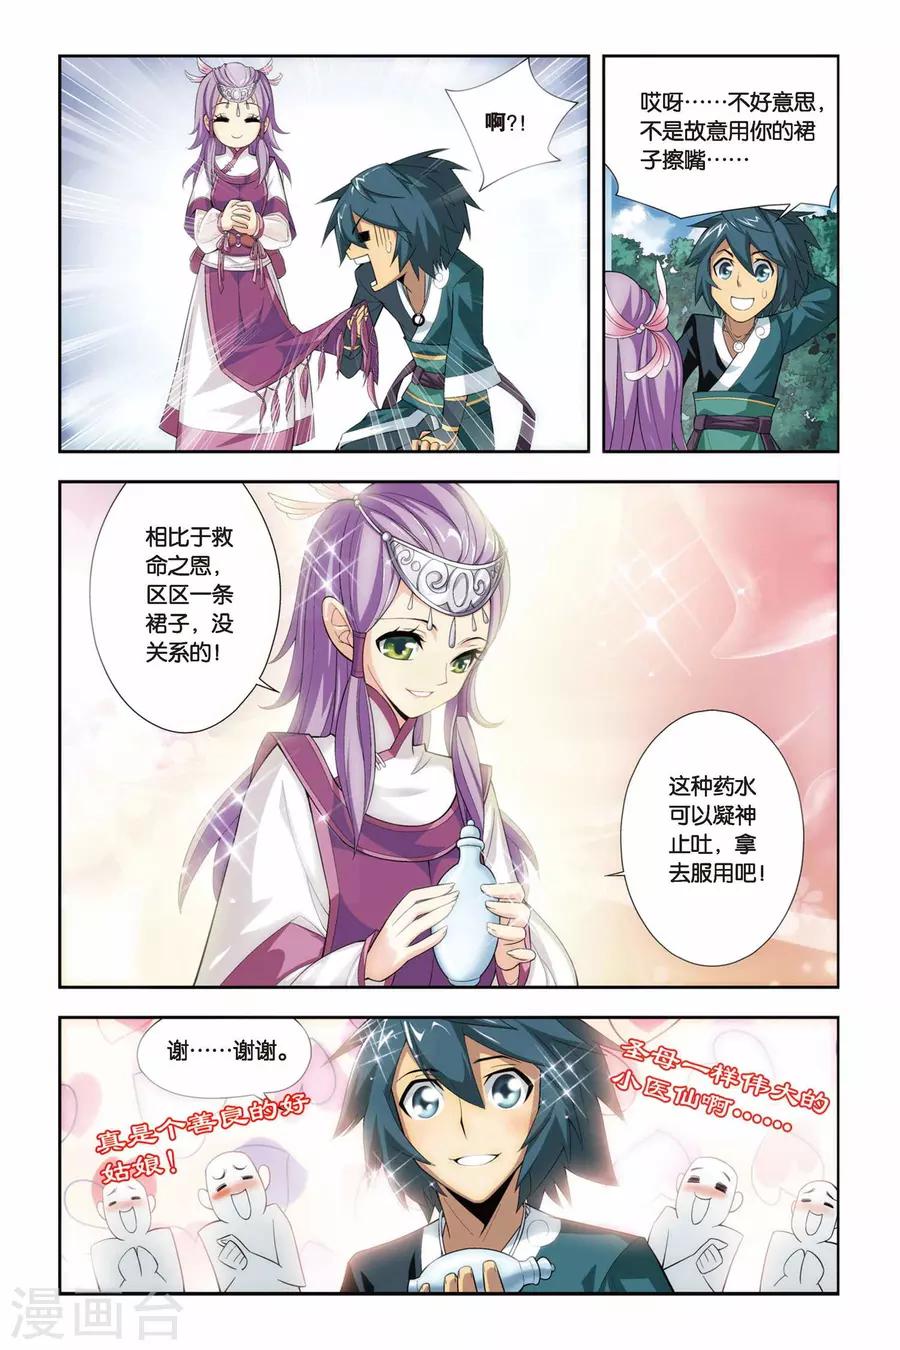 啊?!
哎呀……不好意思，
不是故意用你的裙
子擦嘴……
相比于救
命之恩，
区区一条
裙子，没
关系的！
这种药水
可以凝神
止吐，拿
去服用吧！
谢……谢谢。
真是个善良的好
姑娘！
圣母一样伟大的
小医仙啊……
漫画台